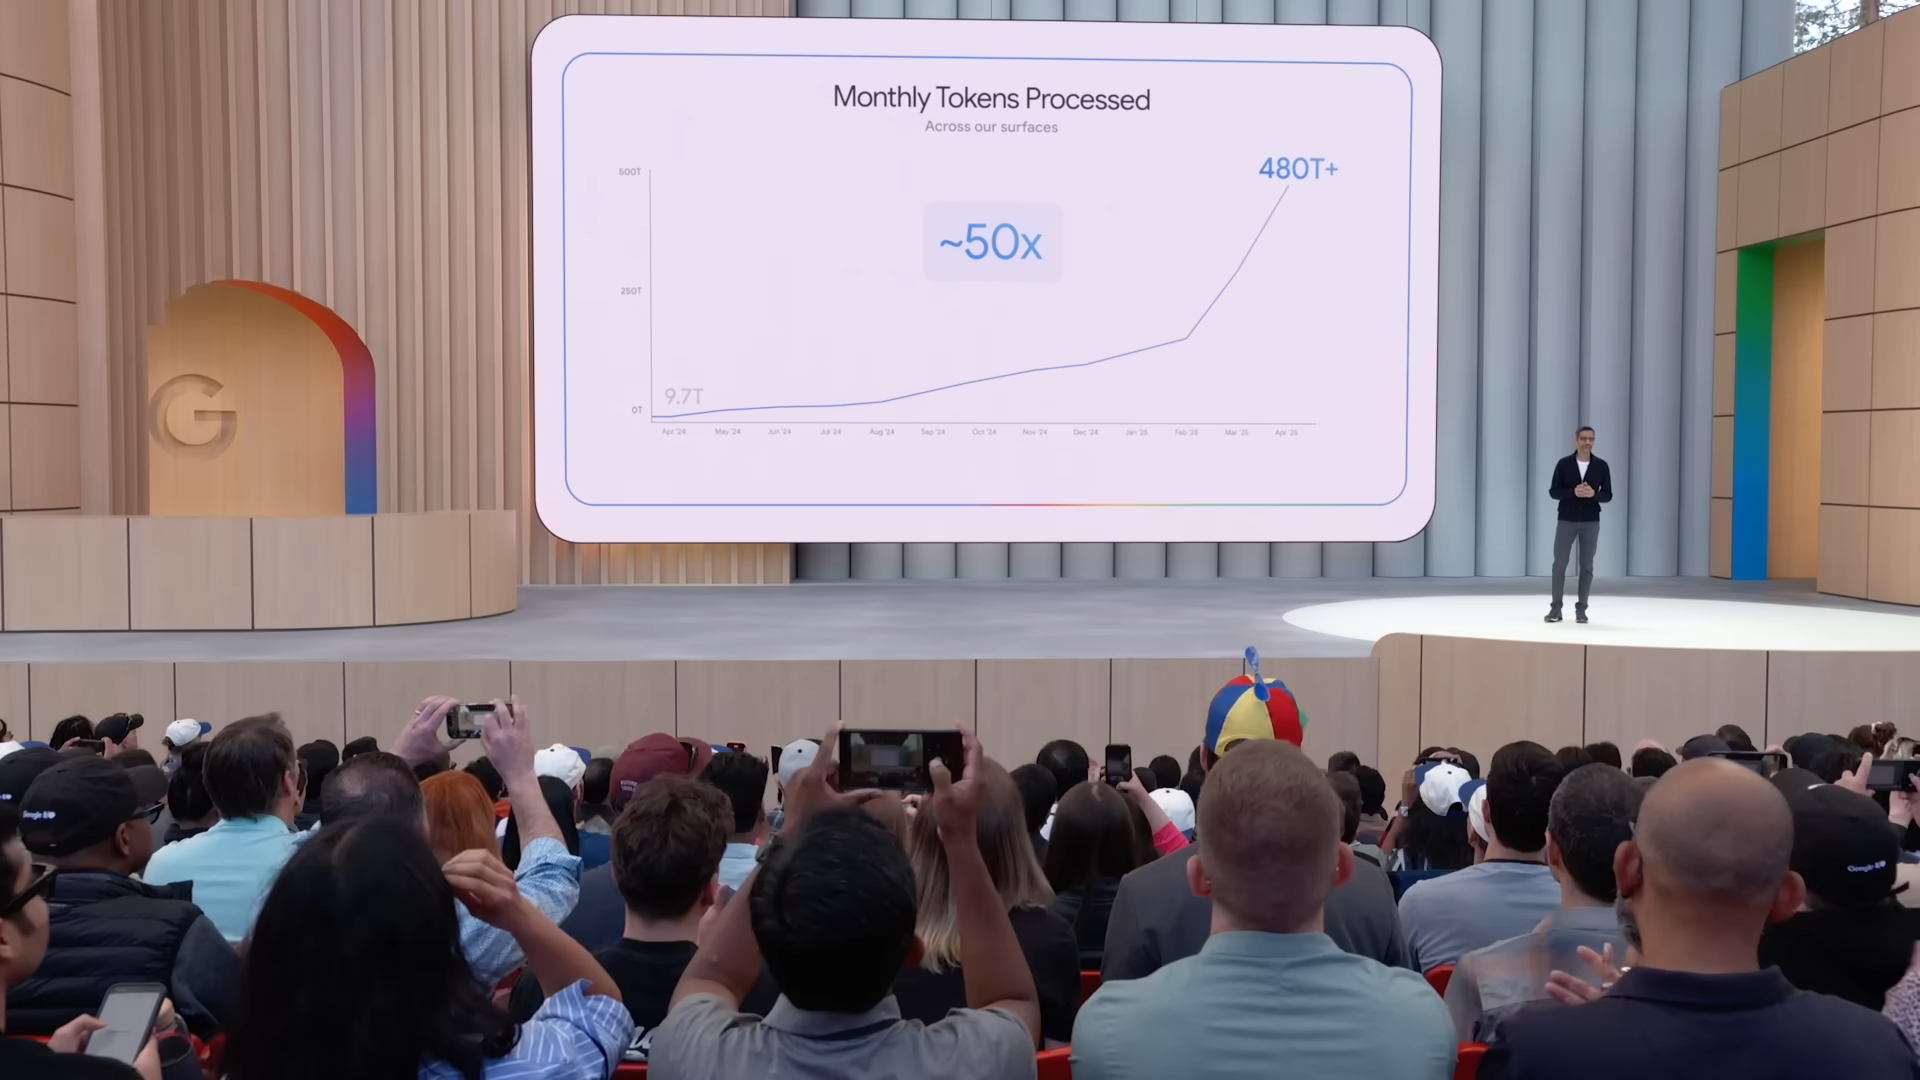 Monthly Tokens Processed
Across our surfaces
500T
480T+
~50x
250T
9.7T
0T
Apr '24 May '24 Jun '24 Jul '24 Aug '24 Sep '24 Oct '24 Nov '24 Dec '24 Jan '25 Feb '25 Mar '25 Apr '25
G
Google I/O
Google I/O